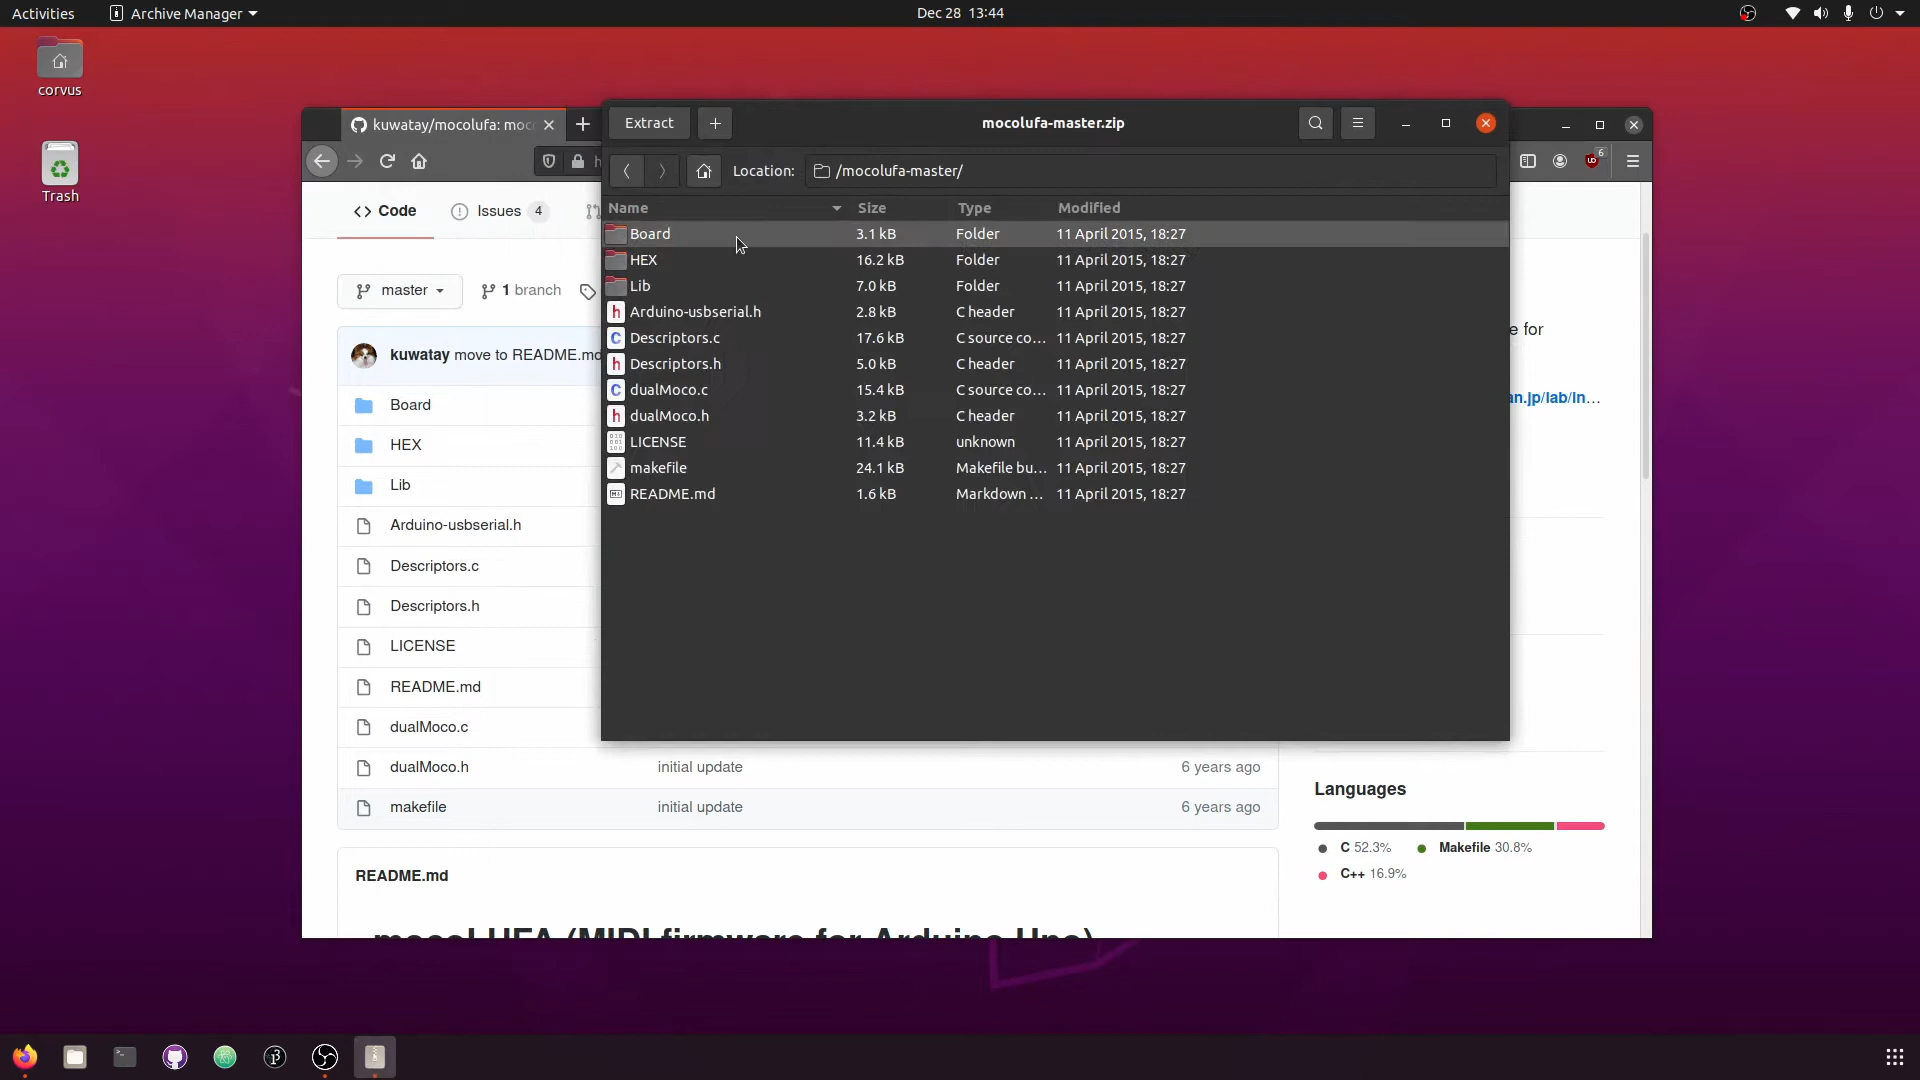 Activities
Archive Manager
Dec 28 13:44
corvus
Trash
kuwatay/mocolufa: moc
Extract
mocolufa-master.zip
6
Location:
/mocolufa-master/
Name
Size
Type
Modified
Board 3.1 kB Folder 11 April 2015, 18:27
HEX 16.2 kB Folder 11 April 2015, 18:27
Lib 7.0 kB Folder 11 April 2015, 18:27
Arduino-usbserial.h 2.8 kB C header 11 April 2015, 18:27
Descriptors.c 17.6 kB C source co... 11 April 2015, 18:27
Descriptors.h 5.0 kB C header 11 April 2015, 18:27
dualMoco.c 15.4 kB C source co... 11 April 2015, 18:27
dualMoco.h 3.2 kB C header 11 April 2015, 18:27
LICENSE 11.4 kB unknown 11 April 2015, 18:27
makefile 24.1 kB Makefile bu... 11 April 2015, 18:27
README.md 1.6 kB Markdown ... 11 April 2015, 18:27
Code
Issues 4
master
1 branch
kuwatay move to README.md
Board
HEX
Lib
Arduino-usbserial.h
Descriptors.c
Descriptors.h
LICENSE
README.md
dualMoco.c
dualMoco.h initial update 6 years ago
makefile initial update 6 years ago
README.md
mocoLUFA (MIDI firmware for Arduino Uno)
e for
an.jp/lab/in...
Languages
C 52.3%
Makefile 30.8%
C++ 16.9%